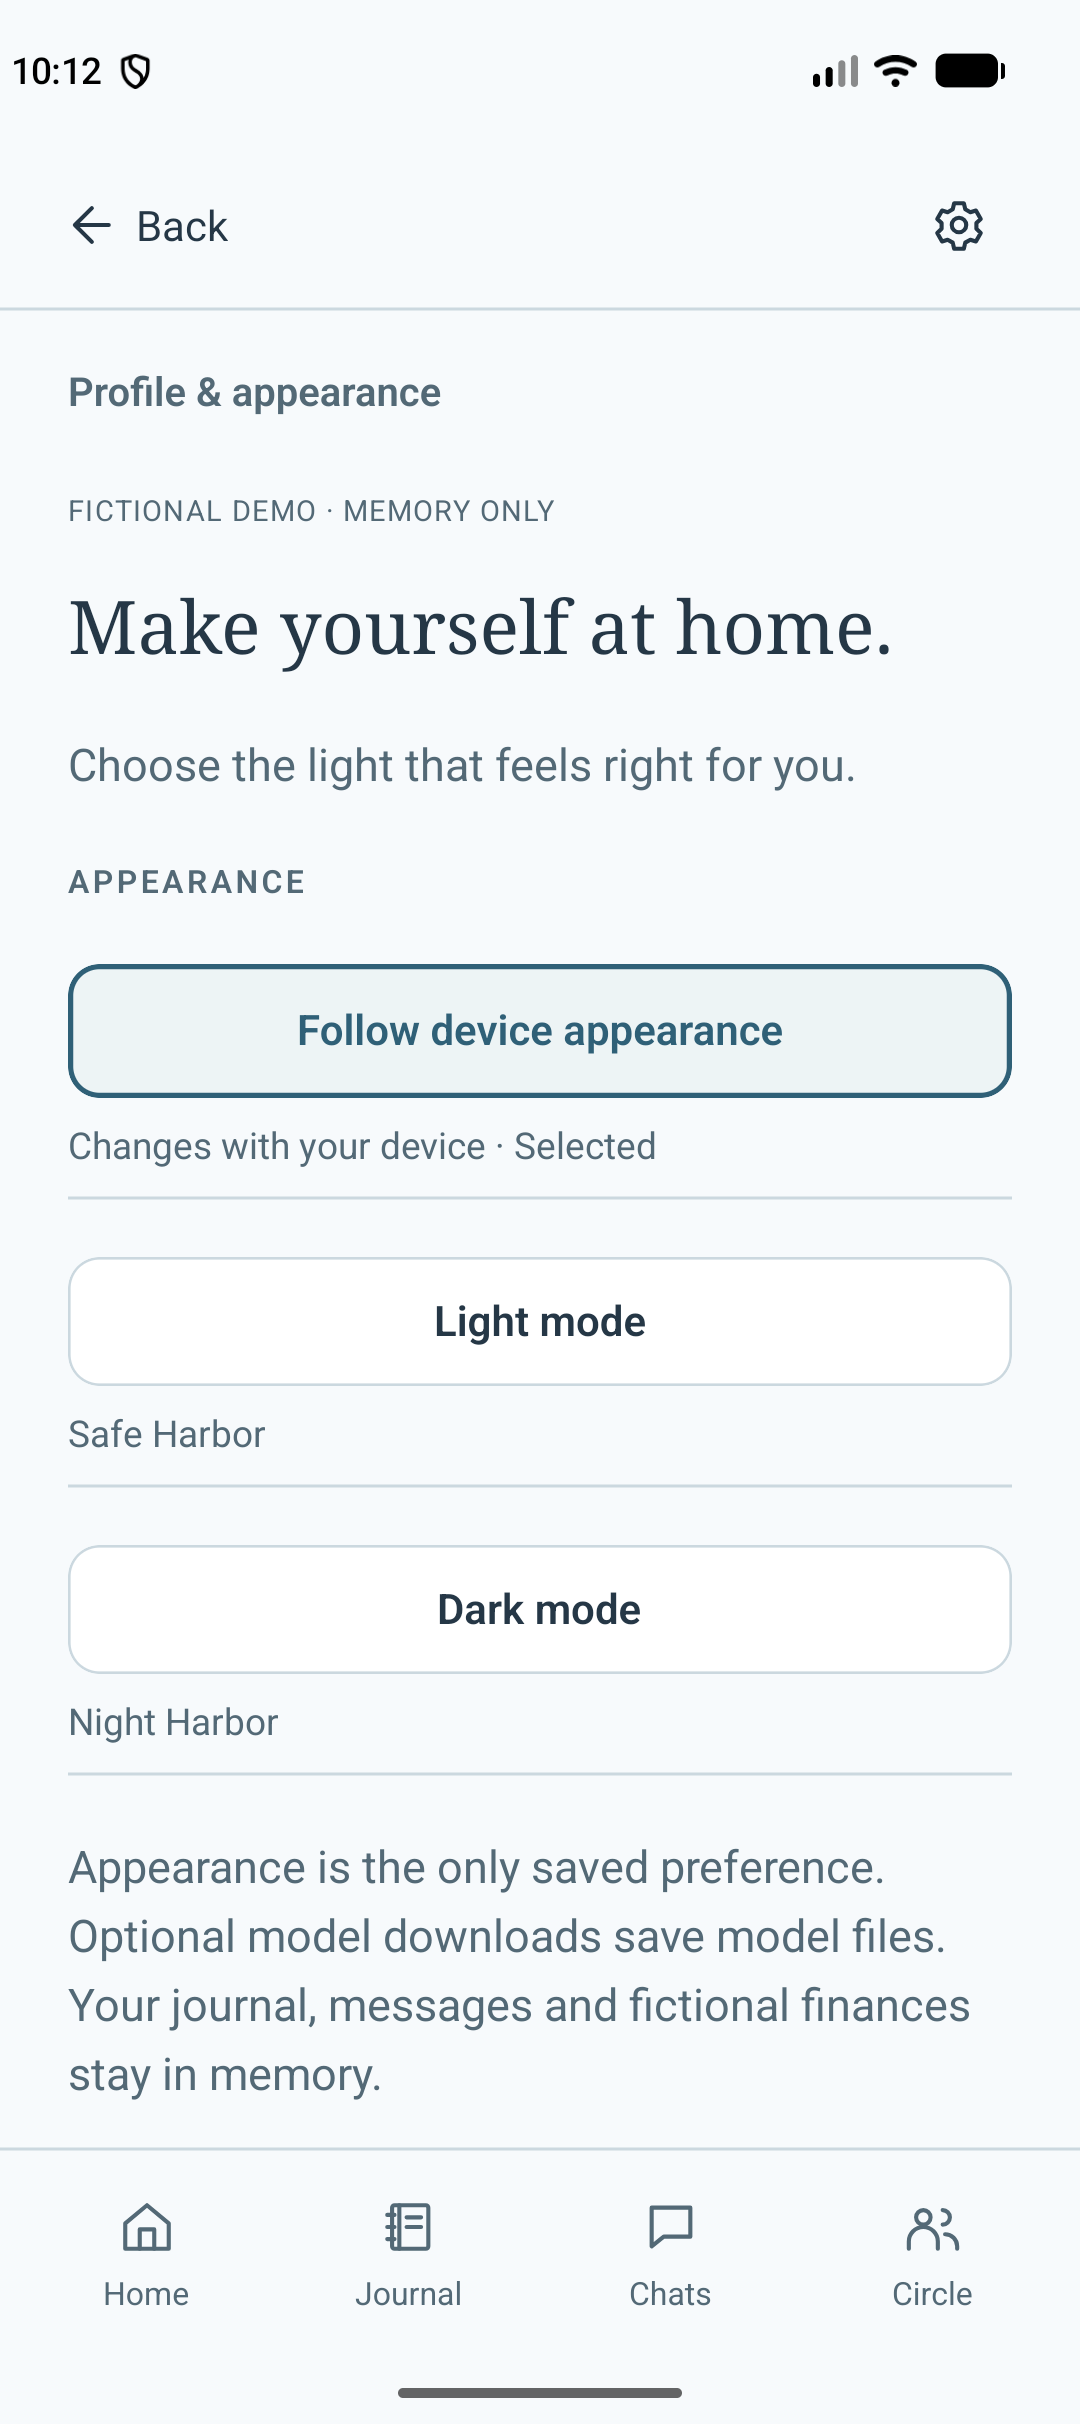 10:12
Back
Profile & appearance
FICTIONAL DEMO · MEMORY ONLY
Make yourself at home.
Choose the light that feels right for you.
APPEARANCE
Follow device appearance
Changes with your device · Selected
Light mode
Safe Harbor
Dark mode
Night Harbor
Appearance is the only saved preference.
Optional model downloads save model files.
Your journal, messages and fictional finances
stay in memory.
Home
Journal
Chats
Circle